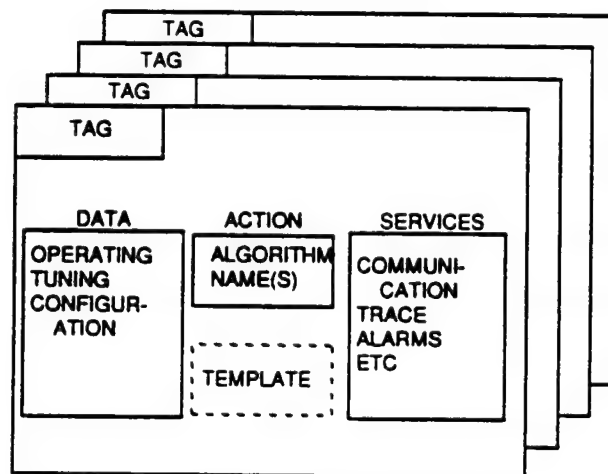 TAG
TAG
TAG
TAG
DATA
OPERATING
TUNING
CONFIGUR-
ATION
ACTION
ALGORITHM
NAME(S)
TEMPLATE
SERVICES
COMMUNI-
CATION
TRACE
ALARMS
ETC